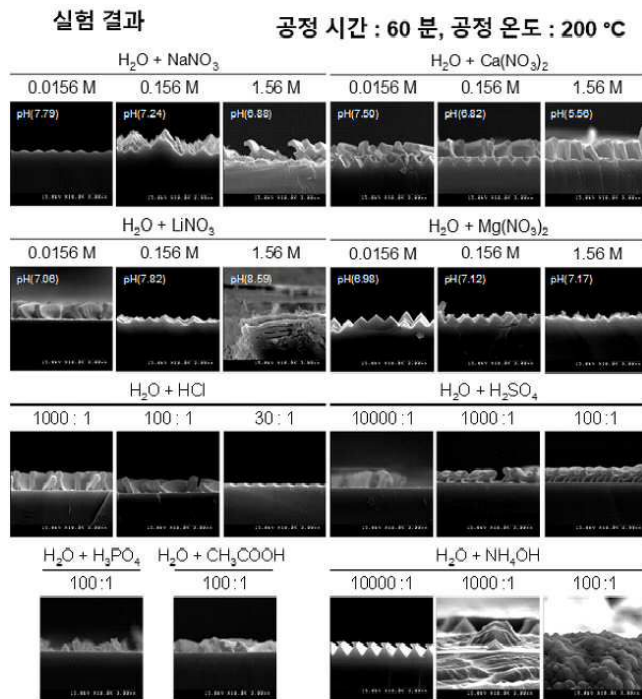 실험 결과
공정 시간 : 60 분, 공정 온도 : 200 ℃
H₂O + NaNO₃
H₂O + Ca(NO₃)₂
0.0156 M 0.156 M 1.56 M 0.0156 M 0.156 M 1.56 M
pH(7.79) pH(7.24) pH(6.88) pH(7.50) pH(6.82) pH(5.56)
H₂O + LiNO₃
H₂O + Mg(NO₃)₂
0.0156 M 0.156 M 1.56 M 0.0156 M 0.156 M 1.56 M
pH(7.06) pH(7.82) pH(8.59) pH(6.98) pH(7.12) pH(7.17)
H₂O + HCl
H₂O + H₂SO₄
1000 : 1 100 : 1 30 : 1 10000 : 1 1000 : 1 100 : 1
H₂O + H₃PO₄ H₂O + CH₃COOH
H₂O + NH₄OH
100 : 1 100 : 1 10000 : 1 1000 : 1 100 : 1